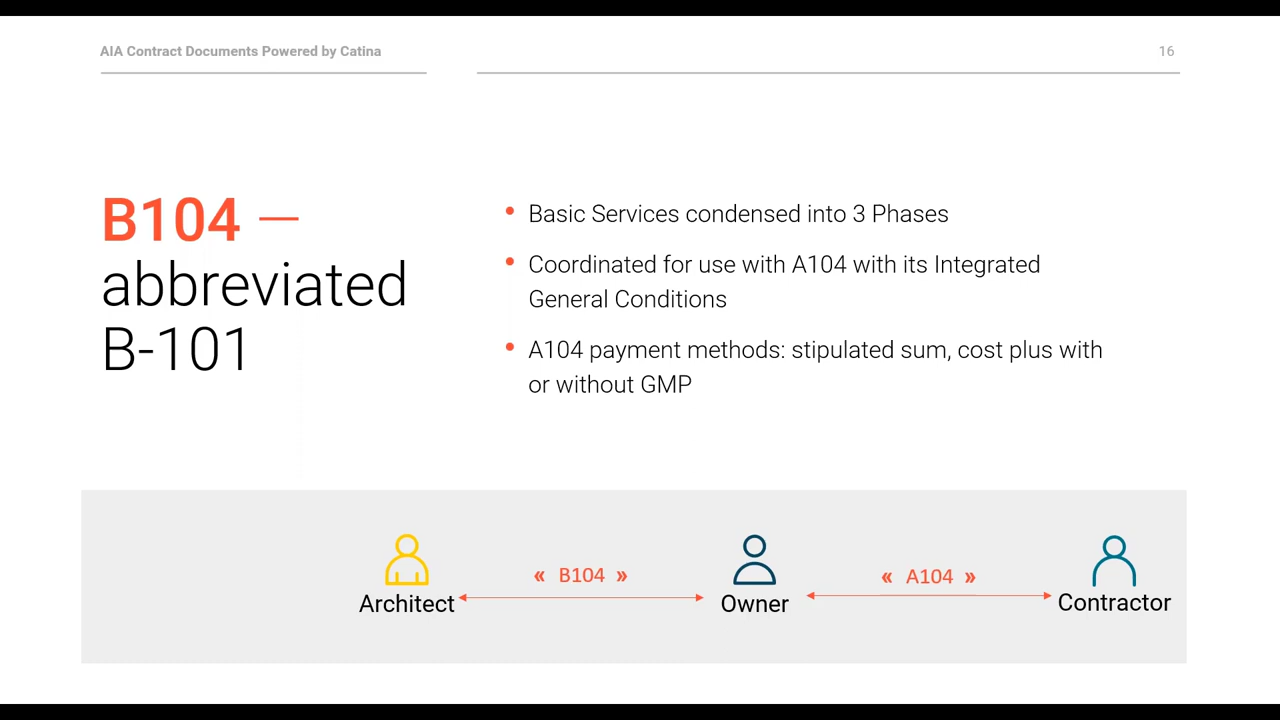 AIA Contract Documents Powered by Catina
16
B104 —
abbreviated
B-101
• Basic Services condensed into 3 Phases
• Coordinated for use with A104 with its Integrated
General Conditions
• A104 payment methods: stipulated sum, cost plus with
or without GMP
« B104 »
« A104 »
Architect
Owner
Contractor